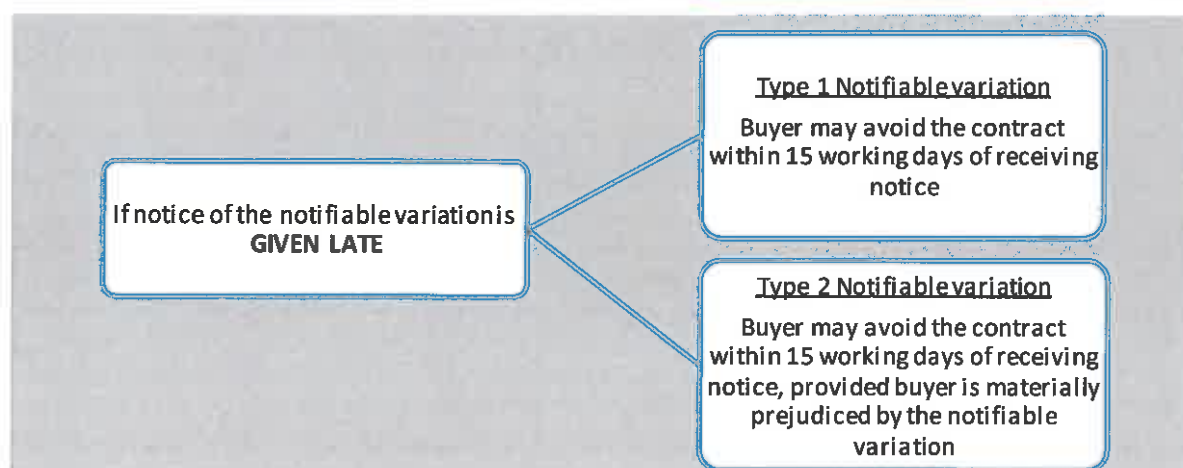 If notice of the notifiable variation is
GIVEN LATE
Type 1 Notifiable variation
Buyer may avoid the contract
within 15 working days of receiving
notice
Type 2 Notifiable variation
Buyer may avoid the contract
within 15 working days of receiving
notice, provided buyer is materially
prejudiced by the notifiable
variation